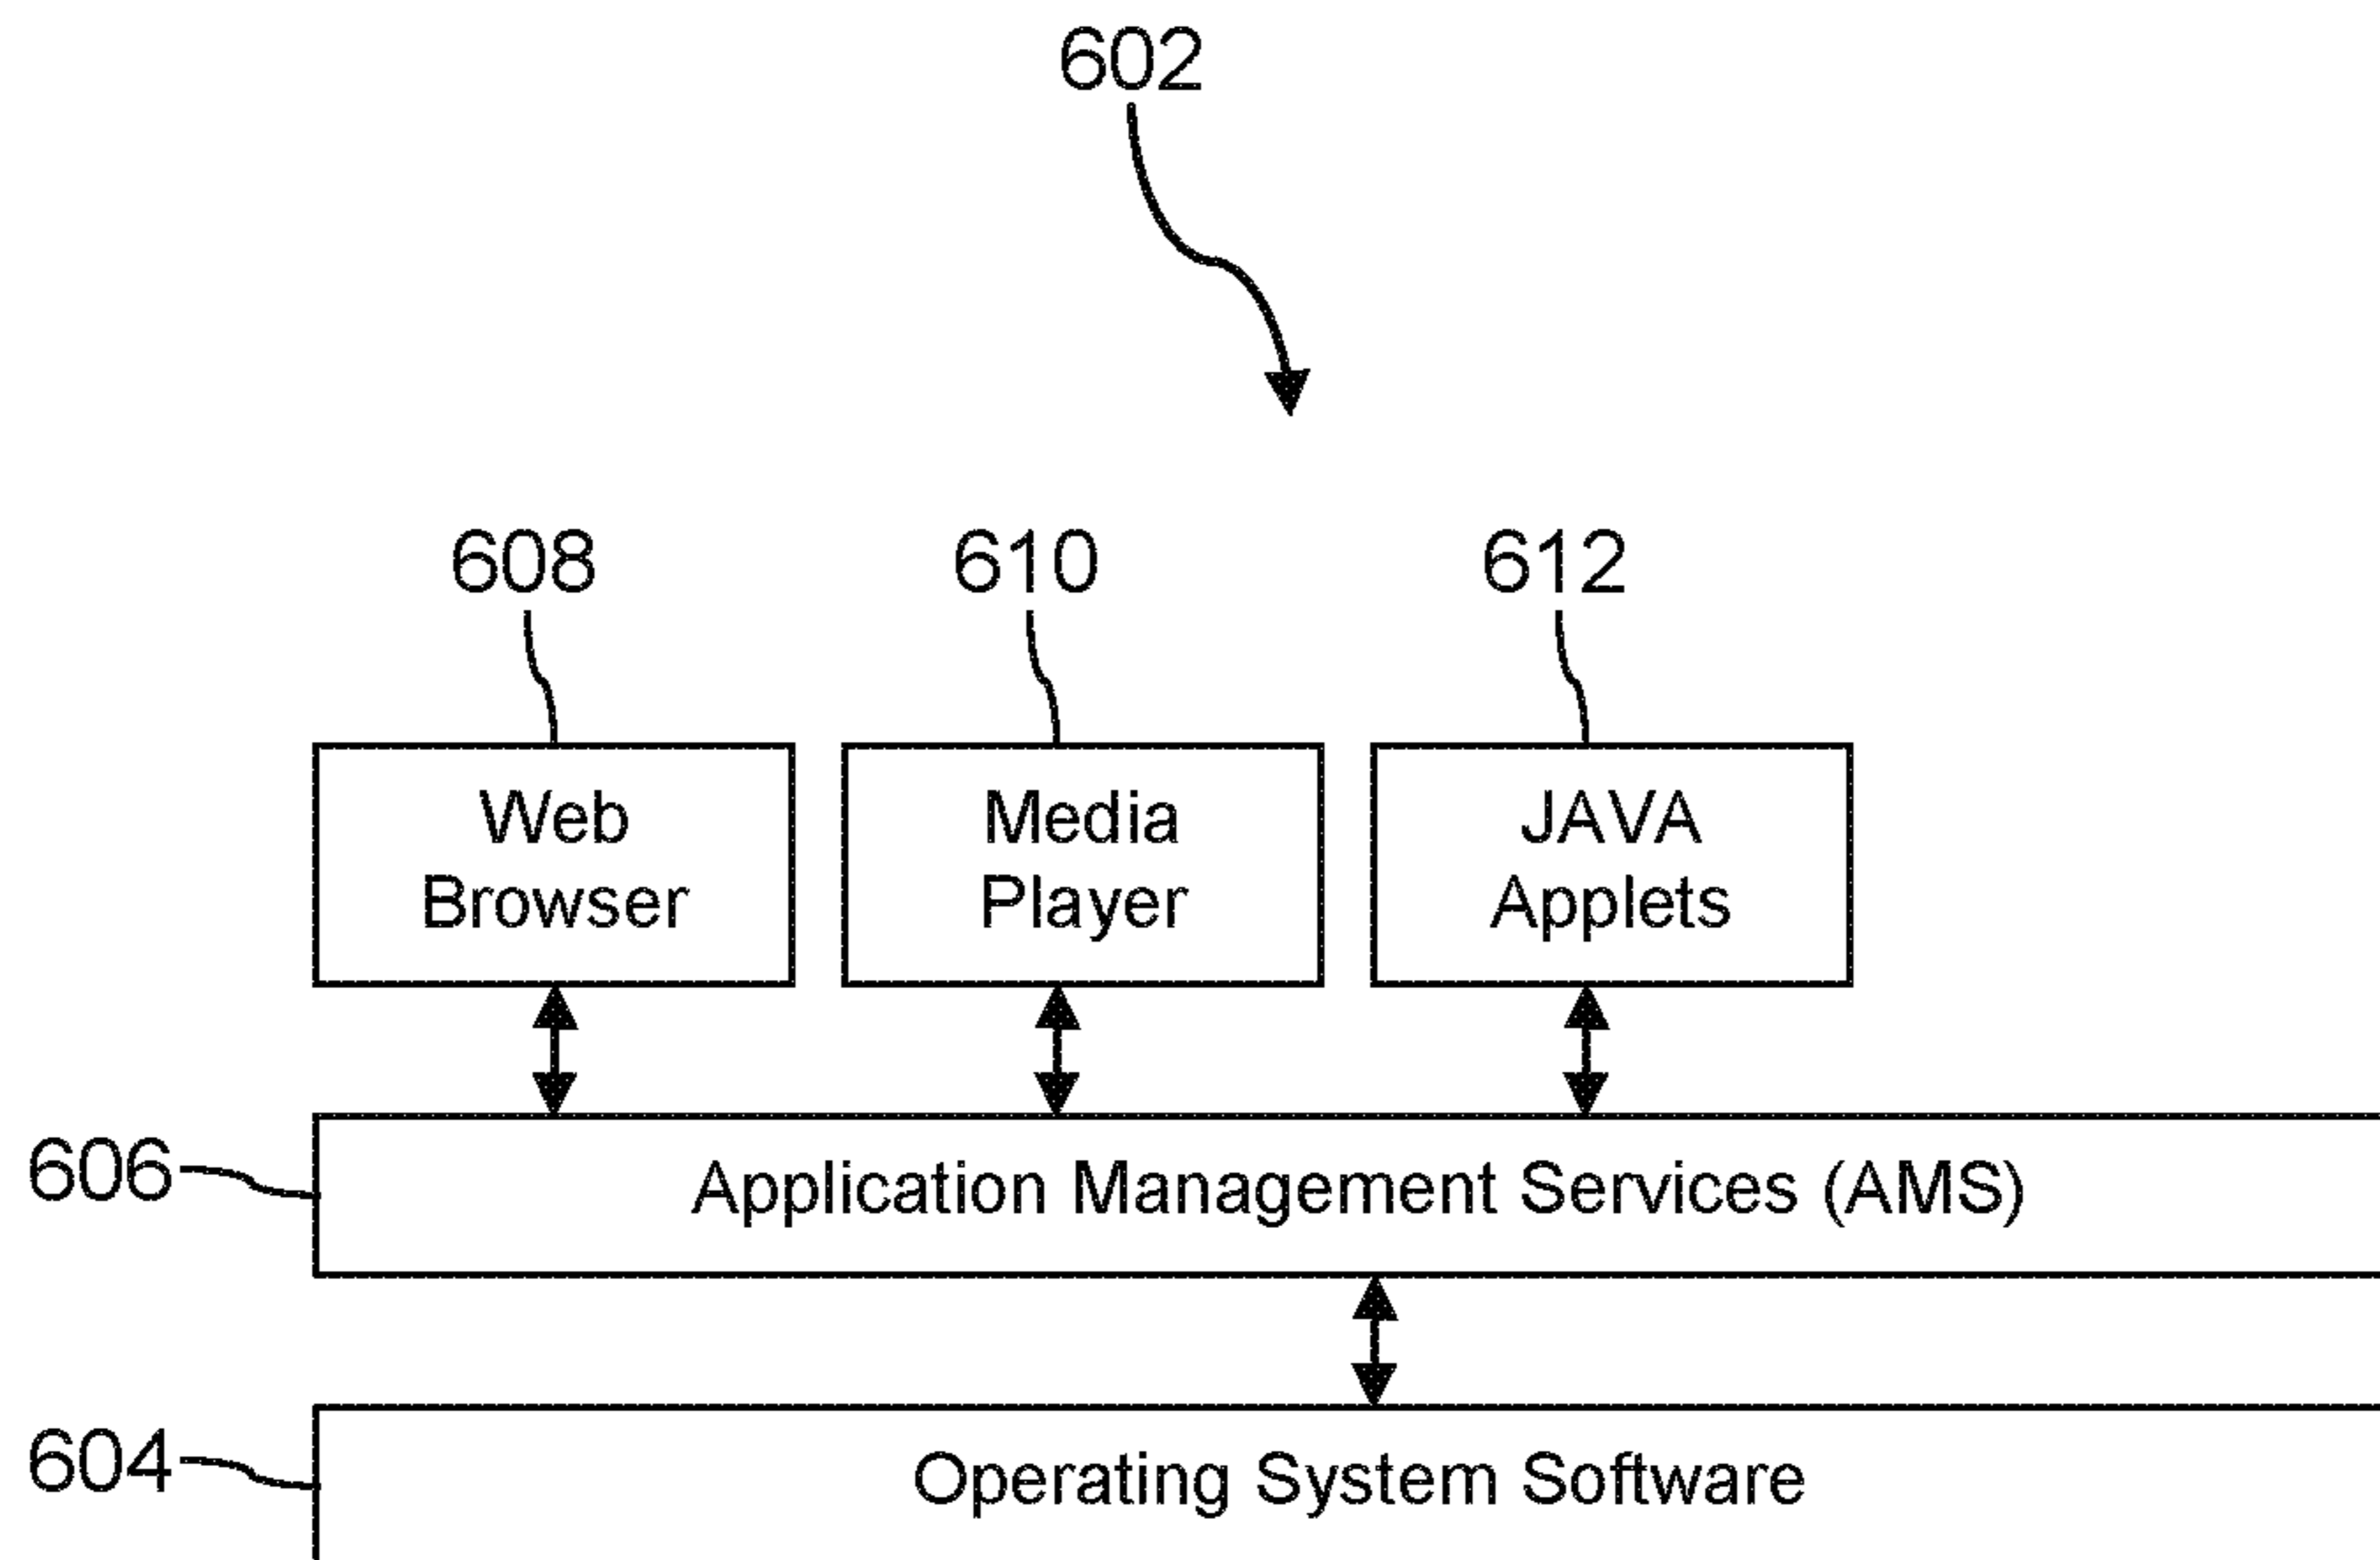 602
608
610
612
Web
Browser
Media
Player
JAVA
Applets
606
Application Management Services (AMS)
604
Operating System Software